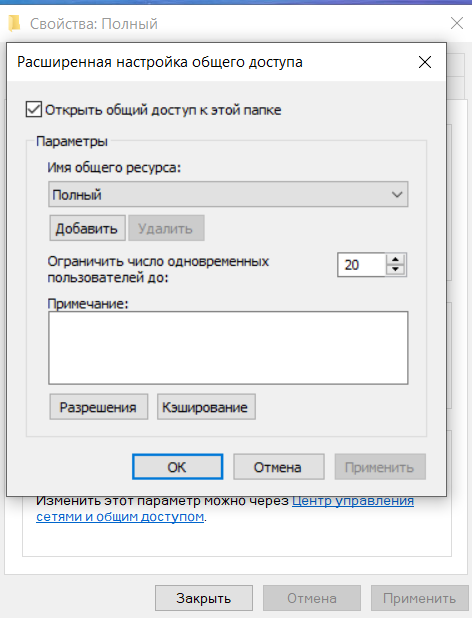 Свойства: Полный
Расширенная настройка общего доступа
Открыть общий доступ к этой папке
Параметры
Имя общего ресурса:
Полный
Добавить Удалить
Ограничить число одновременных
пользователей до:
20
Примечание:
Разрешения Кэширование
ОК Отмена Применить
Изменить этот параметр можно через Центр управления
сетями и общим доступом.
Закрыть Отмена Применить